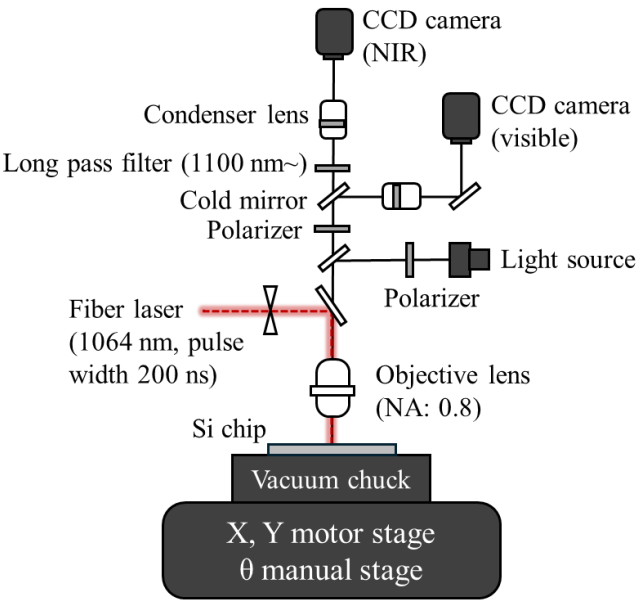 CCD camera
(NIR)
CCD camera
(visible)
Condenser lens
Long pass filter (1100 nm~)
Cold mirror
Polarizer
Light source
Polarizer
Fiber laser
(1064 nm, pulse
width 200 ns)
Objective lens
(NA: 0.8)
Si chip
Vacuum chuck
X, Y motor stage
θ manual stage